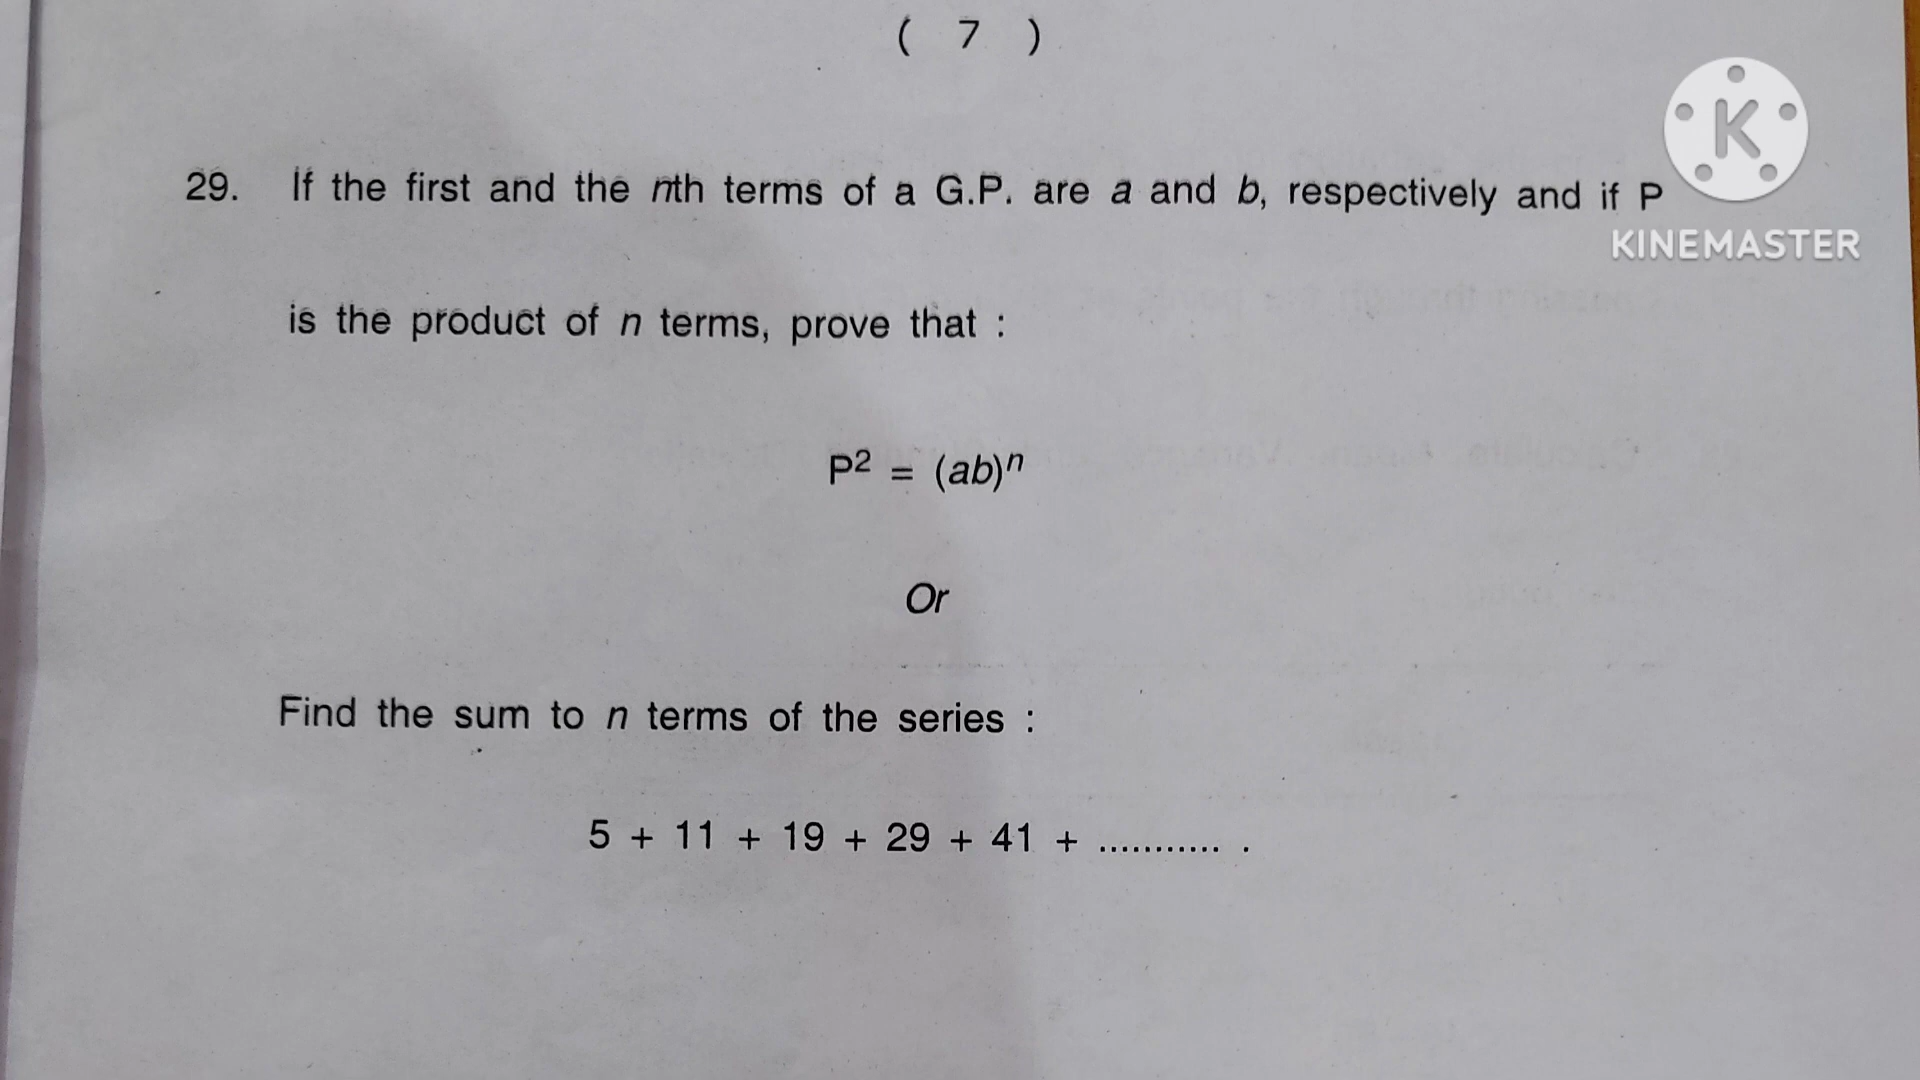 ( 7 )
K
KINEMASTER
29. If the first and the nth terms of a G.P. are a and b, respectively and if P
is the product of n terms, prove that :
P² = (ab)ⁿ
Or
Find the sum to n terms of the series :
5 + 11 + 19 + 29 + 41 + ........... .